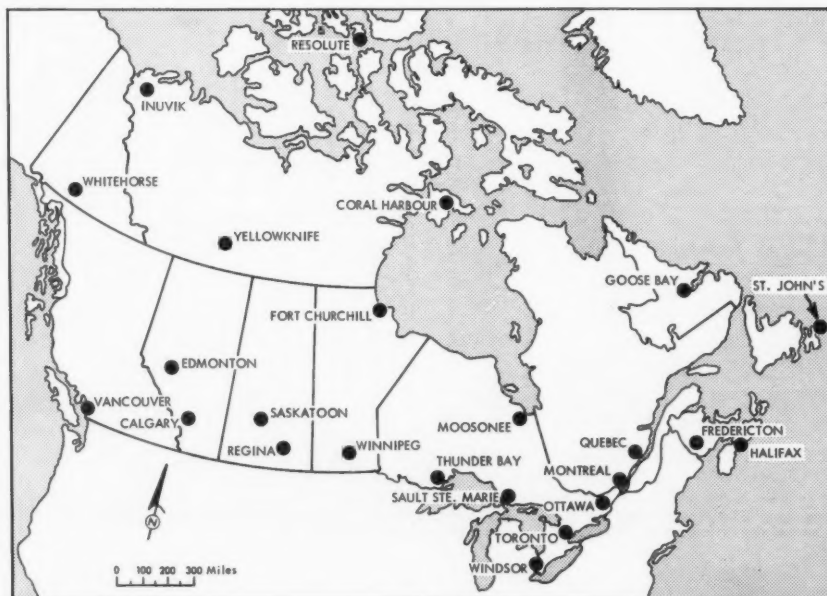 RESOLUTE
INUVIK
WHITEHORSE
CORAL HARBOUR
YELLOWKNIFE
GOOSE BAY
ST. JOHN'S
FORT CHURCHILL
EDMONTON
VANCOUVER
CALGARY
SASKATOON
MOOSONEE
REGINA
WINNIPEG
QUEBEC
FREDERICTON
HALIFAX
THUNDER BAY
MONTREAL
SAULT STE. MARIE
OTTAWA
TORONTO
WINDSOR
N
0 100 200 300 Miles